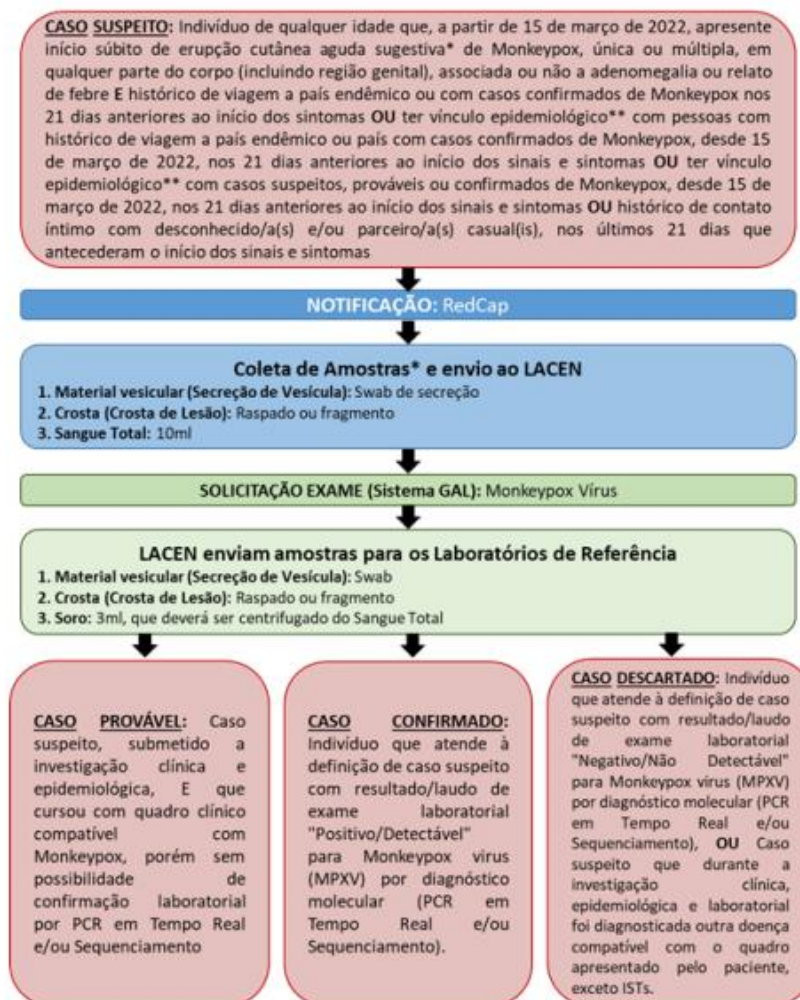 CASO SUSPEITO: Indivíduo de qualquer idade que, a partir de 15 de março de 2022, apresente
início súbito de erupção cutânea aguda sugestiva* de Monkeypox, única ou múltipla, em
qualquer parte do corpo (incluindo região genital), associada ou não a adenomegalia ou relato
de febre E histórico de viagem a país endêmico ou com casos confirmados de Monkeypox nos
21 dias anteriores ao início dos sintomas OU ter vínculo epidemiológico** com pessoas com
histórico de viagem a país endêmico ou país com casos confirmados de Monkeypox, desde 15
de março de 2022, nos 21 dias anteriores ao início dos sinais e sintomas OU ter vínculo
epidemiológico** com casos suspeitos, prováveis ou confirmados de Monkeypox, desde 15 de
março de 2022, nos 21 dias anteriores ao início dos sinais e sintomas OU histórico de contato
íntimo com desconhecido/a(s) e/ou parceiro/a(s) casual(is), nos últimos 21 dias que
antecederam o início dos sinais e sintomas
NOTIFICAÇÃO: RedCap
Coleta de Amostras* e envio ao LACEN
1. Material vesicular (Secreção de Vesícula): Swab de secreção
2. Crosta (Crosta de Lesão): Raspado ou fragmento
3. Sangue Total: 10ml
SOLICITAÇÃO EXAME (Sistema GAL): Monkeypox Vírus
LACEN enviam amostras para os Laboratórios de Referência
1. Material vesicular (Secreção de Vesícula): Swab
2. Crosta (Crosta de Lesão): Raspado ou fragmento
3. Soro: 3ml, que deverá ser centrifugado do Sangue Total
CASO PROVÁVEL: Caso
suspeito, submetido a
investigação clínica e
epidemiológica, E que
cursou com quadro clínico
compatível com
Monkeypox, porém sem
possibilidade de
confirmação laboratorial
por PCR em Tempo Real
e/ou Sequenciamento
CASO CONFIRMADO:
Indivíduo que atende à
definição de caso suspeito
com resultado/laudo de
exame laboratorial
"Positivo/Detectável"
para Monkeypox virus
(MPXV) por diagnóstico
molecular (PCR em
Tempo Real e/ou
Sequenciamento).
CASO DESCARTADO: Indivíduo
que atende à definição de caso
suspeito com resultado/laudo
de exame laboratorial
"Negativo/Não Detectável"
para Monkeypox virus (MPXV)
por diagnóstico molecular (PCR
em Tempo Real e/ou
Sequenciamento), OU Caso
suspeito que durante a
investigação clínica,
epidemiológica e laboratorial
foi diagnosticada outra doença
compatível com o quadro
apresentado pelo paciente,
exceto ISTs.